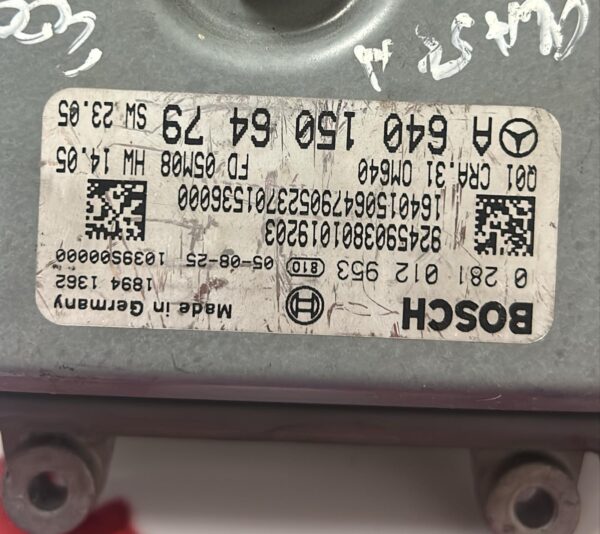 BOSCH Made in Germany
1894 1362
0 281 012 953 810 05-08-25 1039S00000
9245903801019203
164015064790523701536000
Q01 CRA.31 OM640 FD 05M08 HW 14.05
A 640 150 64 79 SW 23.05